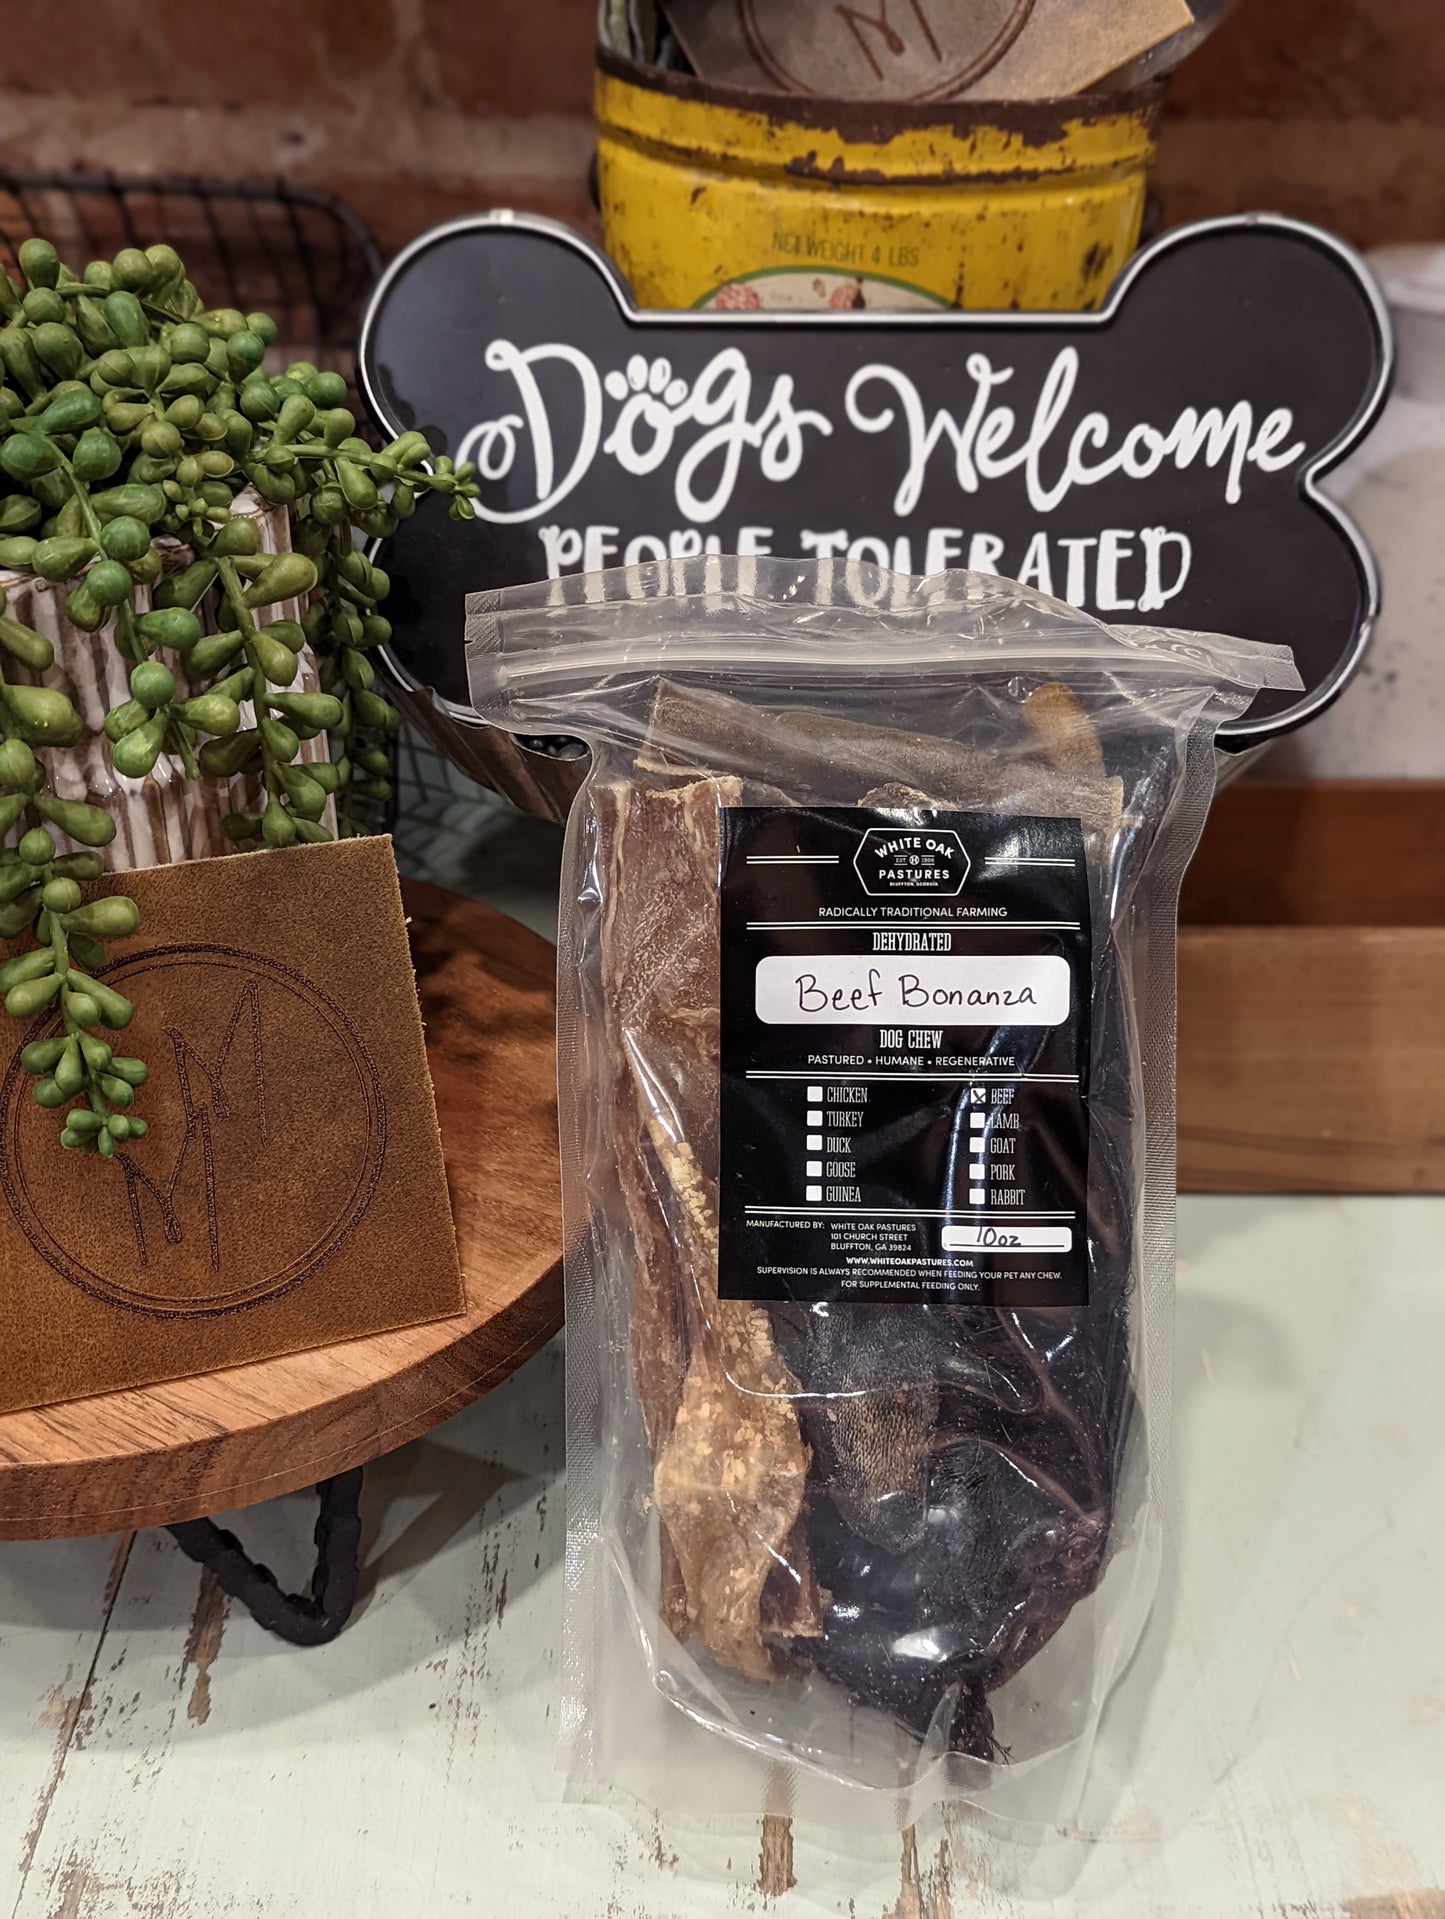 NET WEIGHT 4 LBS
Dogs Welcome
PEOPLE TOLERATED
WHITE OAK
EST H 1866
PASTURES
BLUFFTON, GEORGIA
RADICALLY TRADITIONAL FARMING
DEHYDRATED
Beef Bonanza
DOG CHEW
PASTURED • HUMANE • REGENERATIVE
CHICKEN
TURKEY
DUCK
GOOSE
GUINEA
BEEF
LAMB
GOAT
PORK
RABBIT
MANUFACTURED BY: WHITE OAK PASTURES
101 CHURCH STREET
BLUFFTON, GA 39824
10oz
WWW.WHITEOAKPASTURES.COM
SUPERVISION IS ALWAYS RECOMMENDED WHEN FEEDING YOUR PET ANY CHEW.
FOR SUPPLEMENTAL FEEDING ONLY.